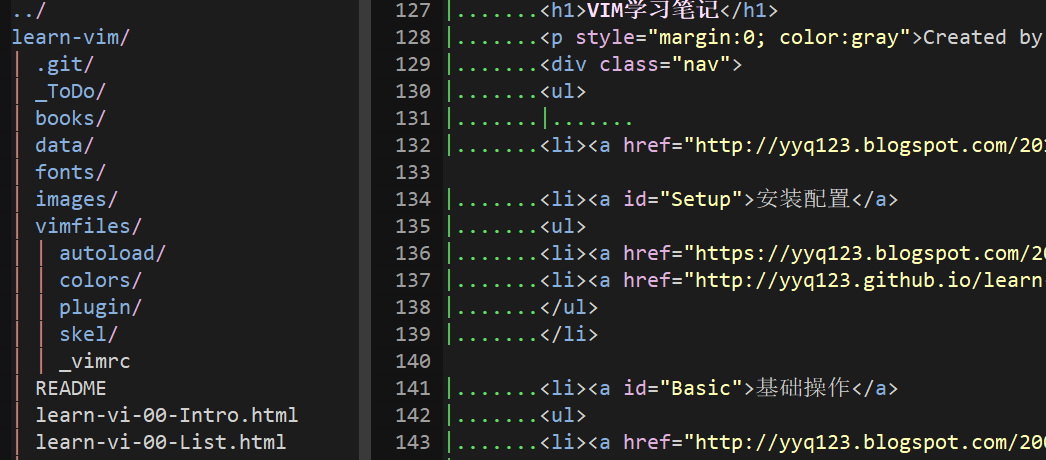 ../
learn-vim/
| .git/
| _ToDo/
| books/
| data/
| fonts/
| images/
| vimfiles/
| | autoload/
| | colors/
| | plugin/
| | skel/
| | _vimrc
| README
| learn-vi-00-Intro.html
| learn-vi-00-List.html
127 |.......<h1>VIM学习笔记</h1>
128 |.......<p style="margin:0; color:gray">Created by
129 |.......<div class="nav">
130 |.......<ul>
131 |.......|.......
132 |.......<li><a href="http://yyq123.blogspot.com/201
133
134 |.......<li><a id="Setup">安装配置</a>
135 |.......<ul>
136 |.......<li><a href="https://yyq123.blogspot.com/20
137 |.......<li><a href="http://yyq123.github.io/learn-
138 |.......</ul>
139 |.......</li>
140
141 |.......<li><a id="Basic">基础操作</a>
142 |.......<ul>
143 |.......<li><a href="http://yyq123.blogspot.com/200